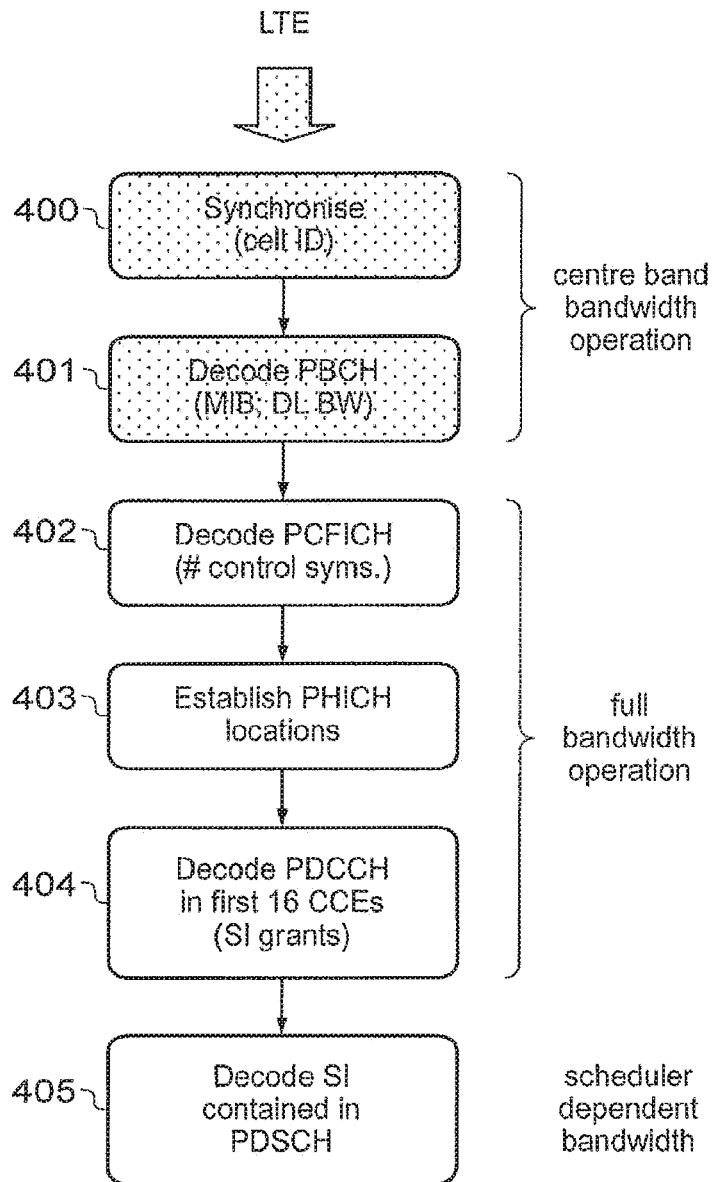 LTE
400
Synchronise
(cell ID)
centre band
bandwidth
operation
401
Decode PBCH
(MIB; DL BW)
402
Decode PCFICH
(# control syms.)
403
Establish PHICH
locations
full
bandwidth
operation
404
Decode PDCCH
in first 16 CCEs
(SI grants)
405
Decode SI
contained in
PDSCH
scheduler
dependent
bandwidth